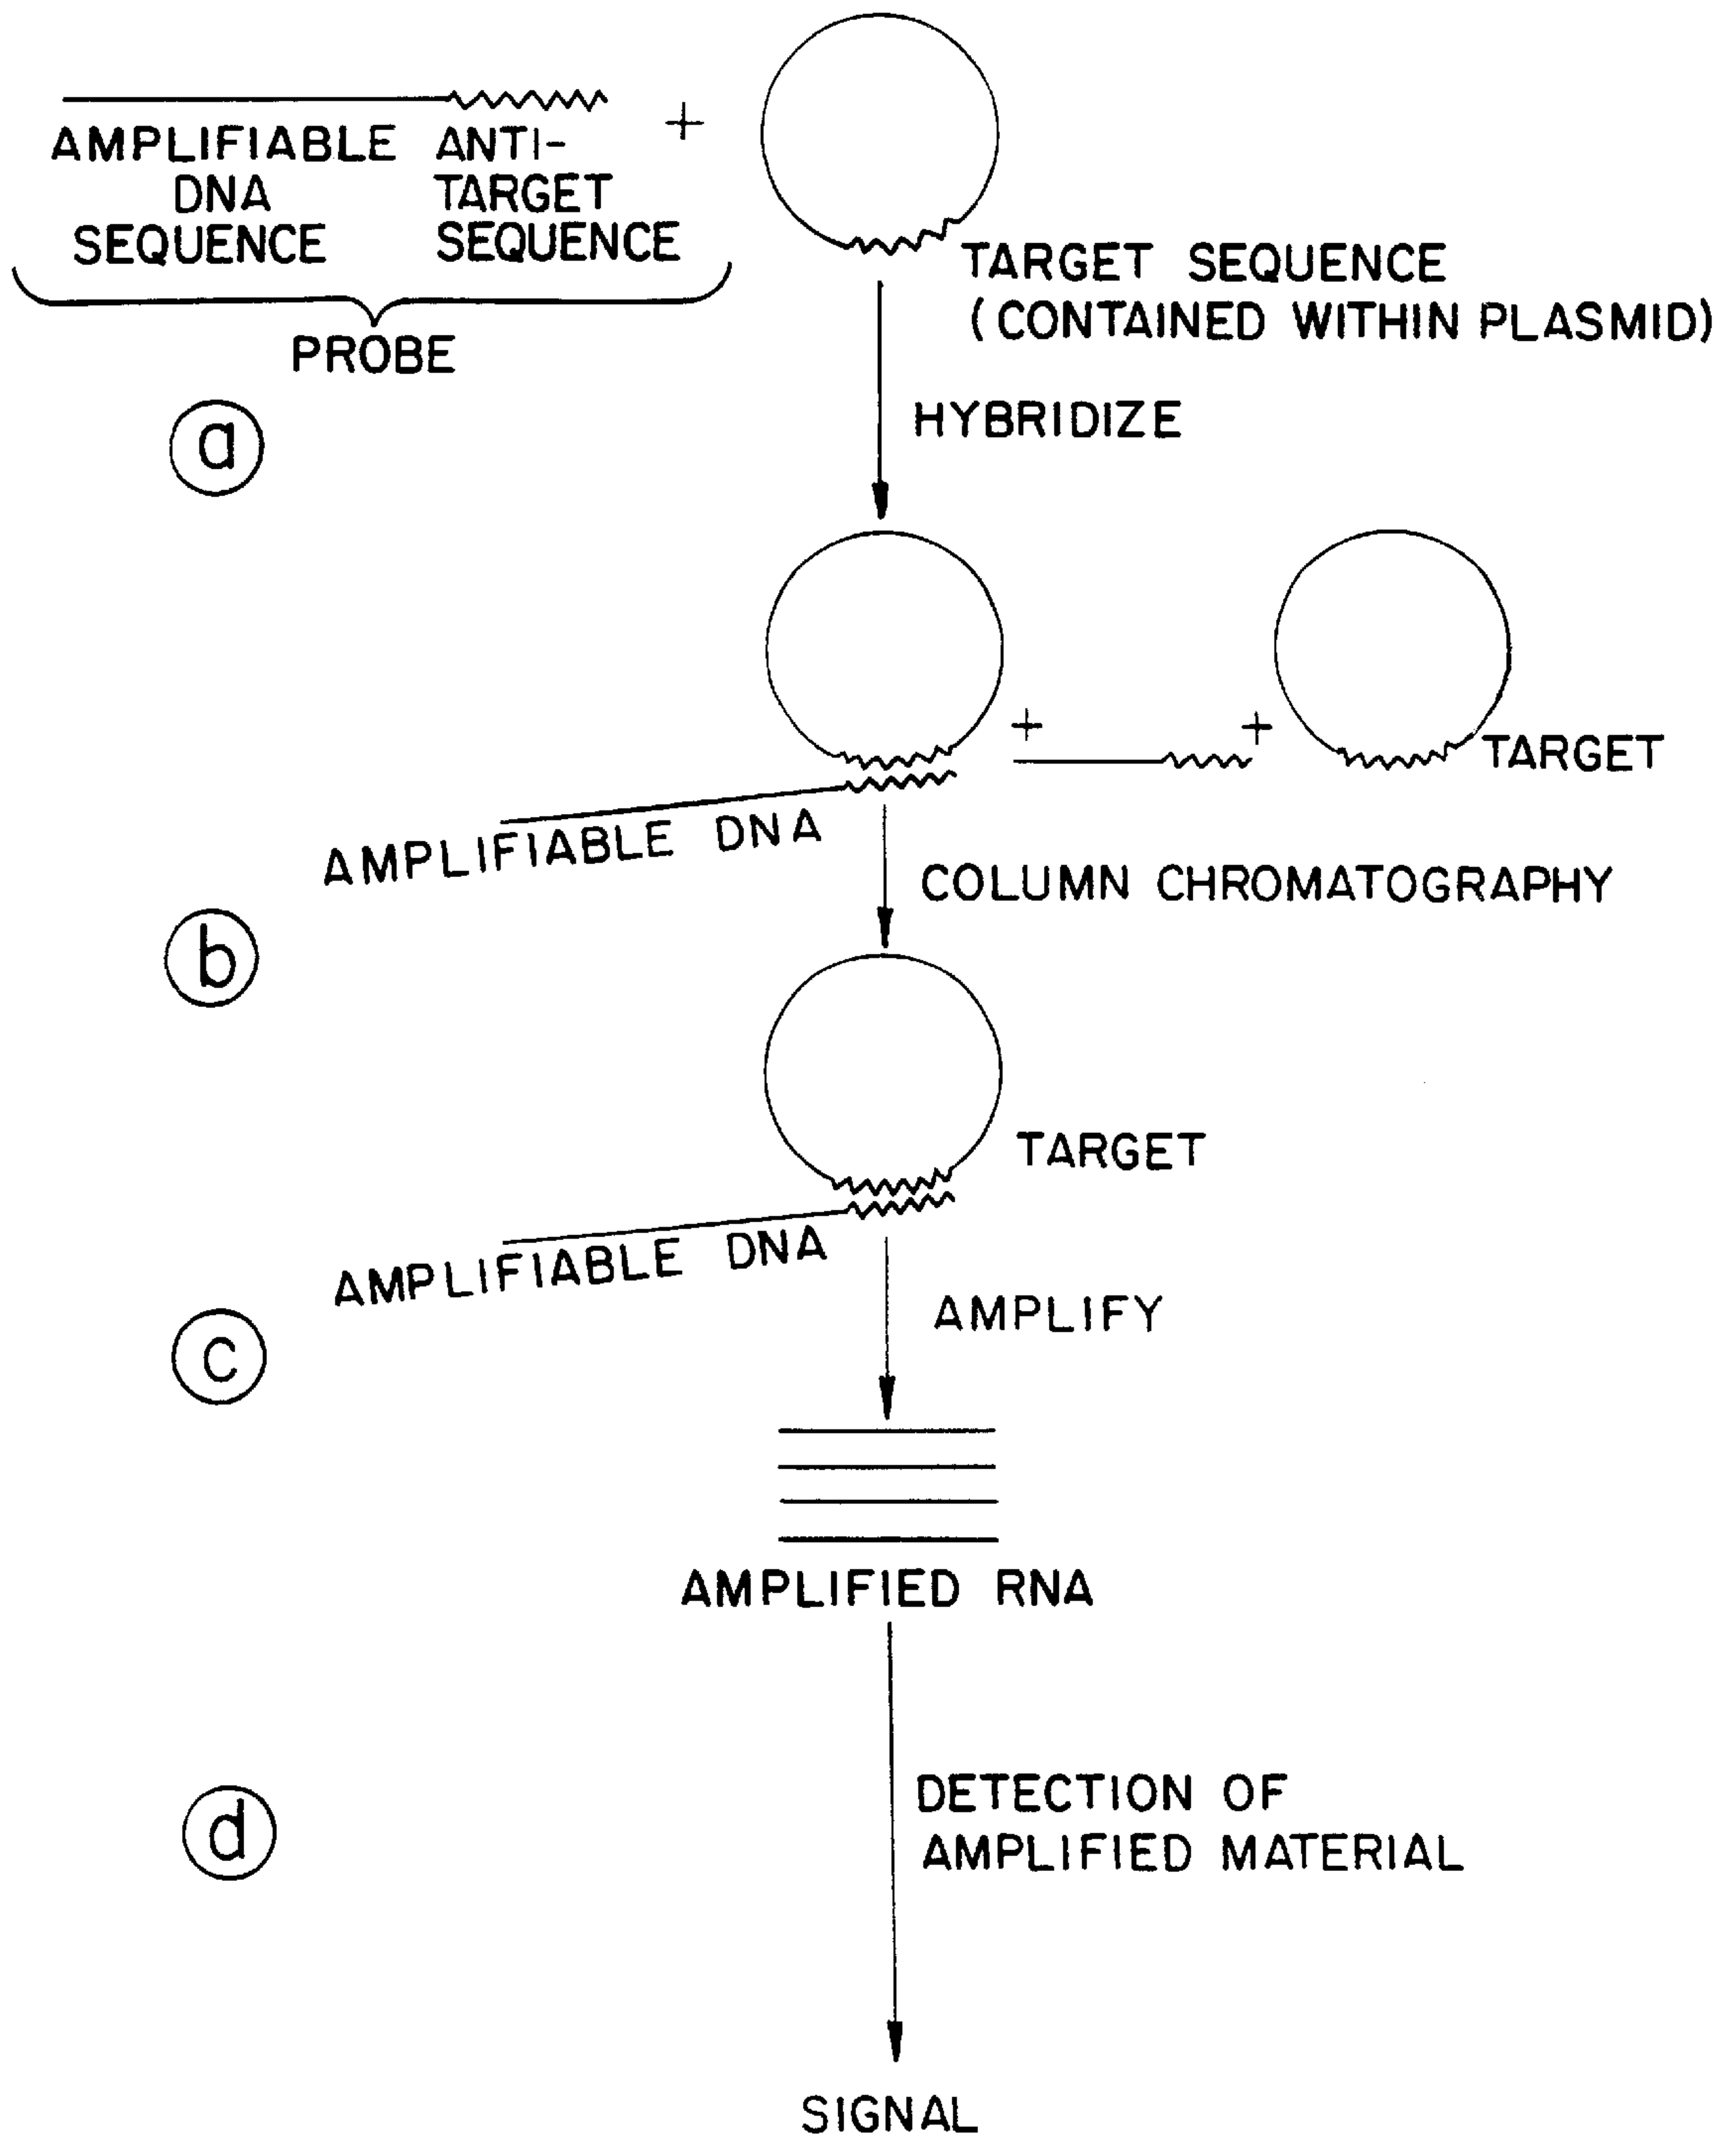 AMPLIFIABLE DNA SEQUENCE
ANTI-TARGET SEQUENCE
+
TARGET SEQUENCE
(CONTAINED WITHIN PLASMID)
PROBE
HYBRIDIZE
a
+ +
TARGET
AMPLIFIABLE DNA
COLUMN CHROMATOGRAPHY
b
TARGET
AMPLIFIABLE DNA
AMPLIFY
c
AMPLIFIED RNA
DETECTION OF
AMPLIFIED MATERIAL
d
SIGNAL